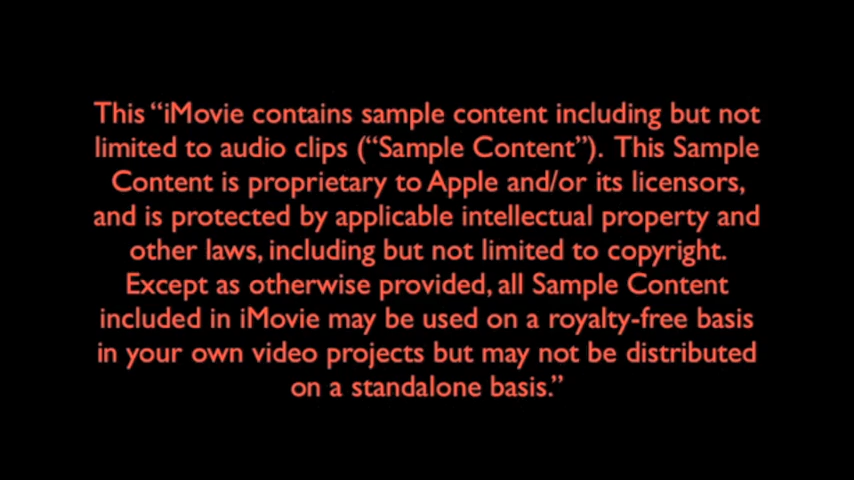 This “iMovie contains sample content including but not
limited to audio clips (“Sample Content”). This Sample
Content is proprietary to Apple and/or its licensors,
and is protected by applicable intellectual property and
other laws, including but not limited to copyright.
Except as otherwise provided, all Sample Content
included in iMovie may be used on a royalty-free basis
in your own video projects but may not be distributed
on a standalone basis.”